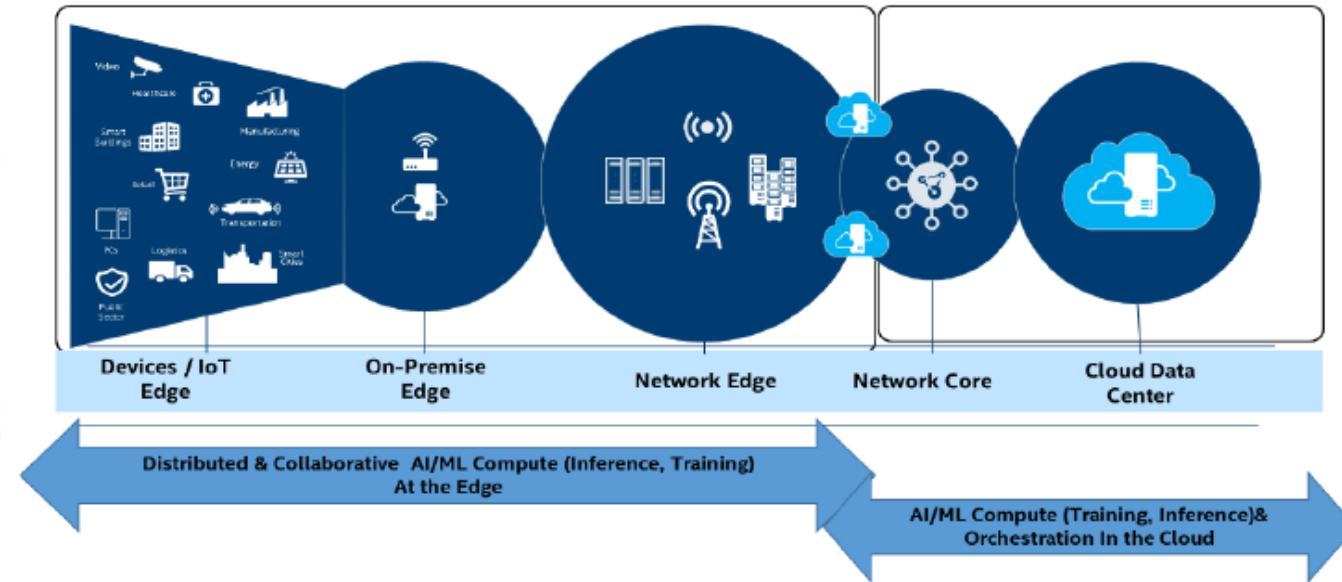 Video
Healthcare
Manufacturing
Smart
Buildings
Energy
Retail
Transportation
PCs
Logistics
Smart
Cities
Public
Sector
Devices / IoT
Edge
On-Premise
Edge
Network Edge
Network Core
Cloud Data
Center
Distributed & Collaborative AI/ML Compute (Inference, Training)
At the Edge
AI/ML Compute (Training, Inference)&
Orchestration In the Cloud